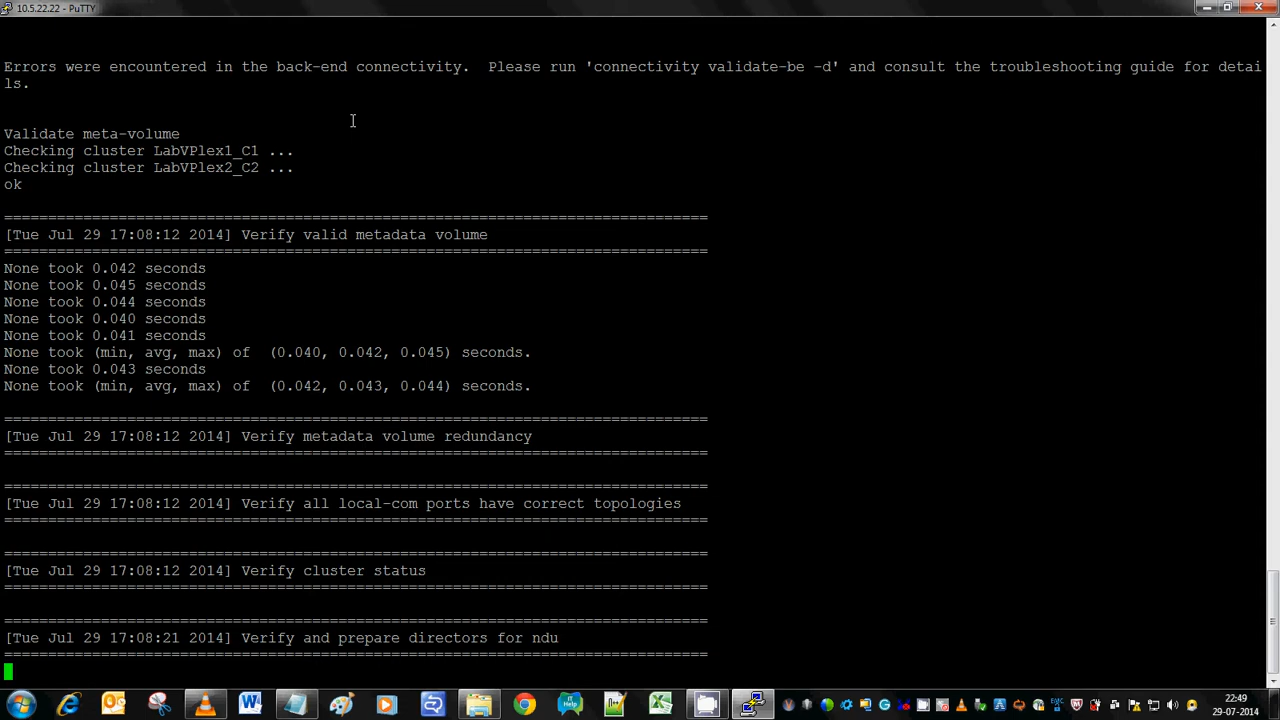 10.5.22.22 - PuTTY
Errors were encountered in the back-end connectivity.  Please run 'connectivity validate-be -d' and consult the troubleshooting guide for detai
ls.
Validate meta-volume
Checking cluster LabVPlex1_C1 ...
Checking cluster LabVPlex2_C2 ...
ok
================================================================================
[Tue Jul 29 17:08:12 2014] Verify valid metadata volume
================================================================================
None took 0.042 seconds
None took 0.045 seconds
None took 0.044 seconds
None took 0.040 seconds
None took 0.041 seconds
None took (min, avg, max) of  (0.040, 0.042, 0.045) seconds.
None took 0.043 seconds
None took (min, avg, max) of  (0.042, 0.043, 0.044) seconds.
================================================================================
[Tue Jul 29 17:08:12 2014] Verify metadata volume redundancy
================================================================================
================================================================================
[Tue Jul 29 17:08:12 2014] Verify all local-com ports have correct topologies
================================================================================
================================================================================
[Tue Jul 29 17:08:12 2014] Verify cluster status
================================================================================
================================================================================
[Tue Jul 29 17:08:21 2014] Verify and prepare directors for ndu
================================================================================
22:49
29-07-2014